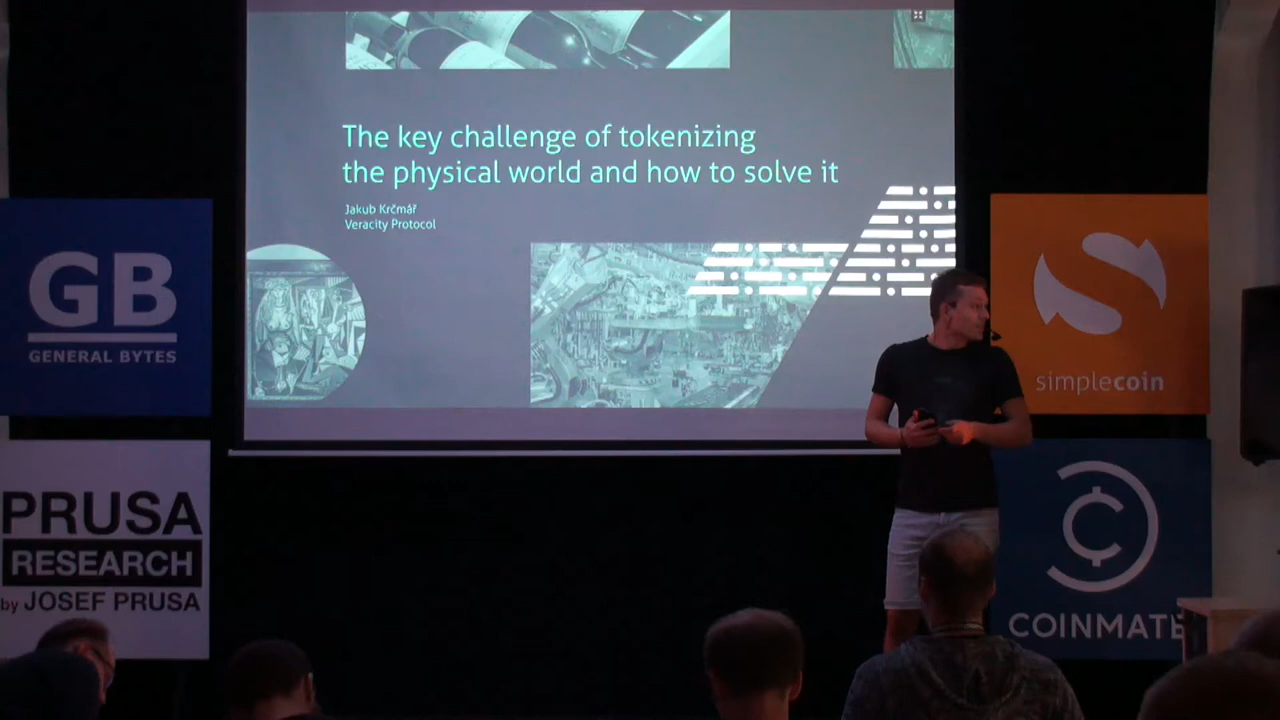 The key challenge of tokenizing
the physical world and how to solve it
Jakub Krčmář
Veracity Protocol
GB
GENERAL BYTES
simplecoin
PRUSA
RESEARCH
by JOSEF PRUSA
COINMATE